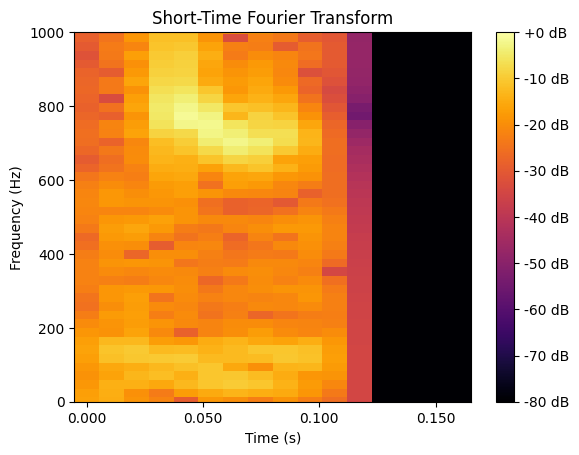 Short-Time Fourier Transform
1000
800
600
400
200
0
Frequency (Hz)
0.000
0.050
0.100
0.150
Time (s)
+0 dB
-10 dB
-20 dB
-30 dB
-40 dB
-50 dB
-60 dB
-70 dB
-80 dB